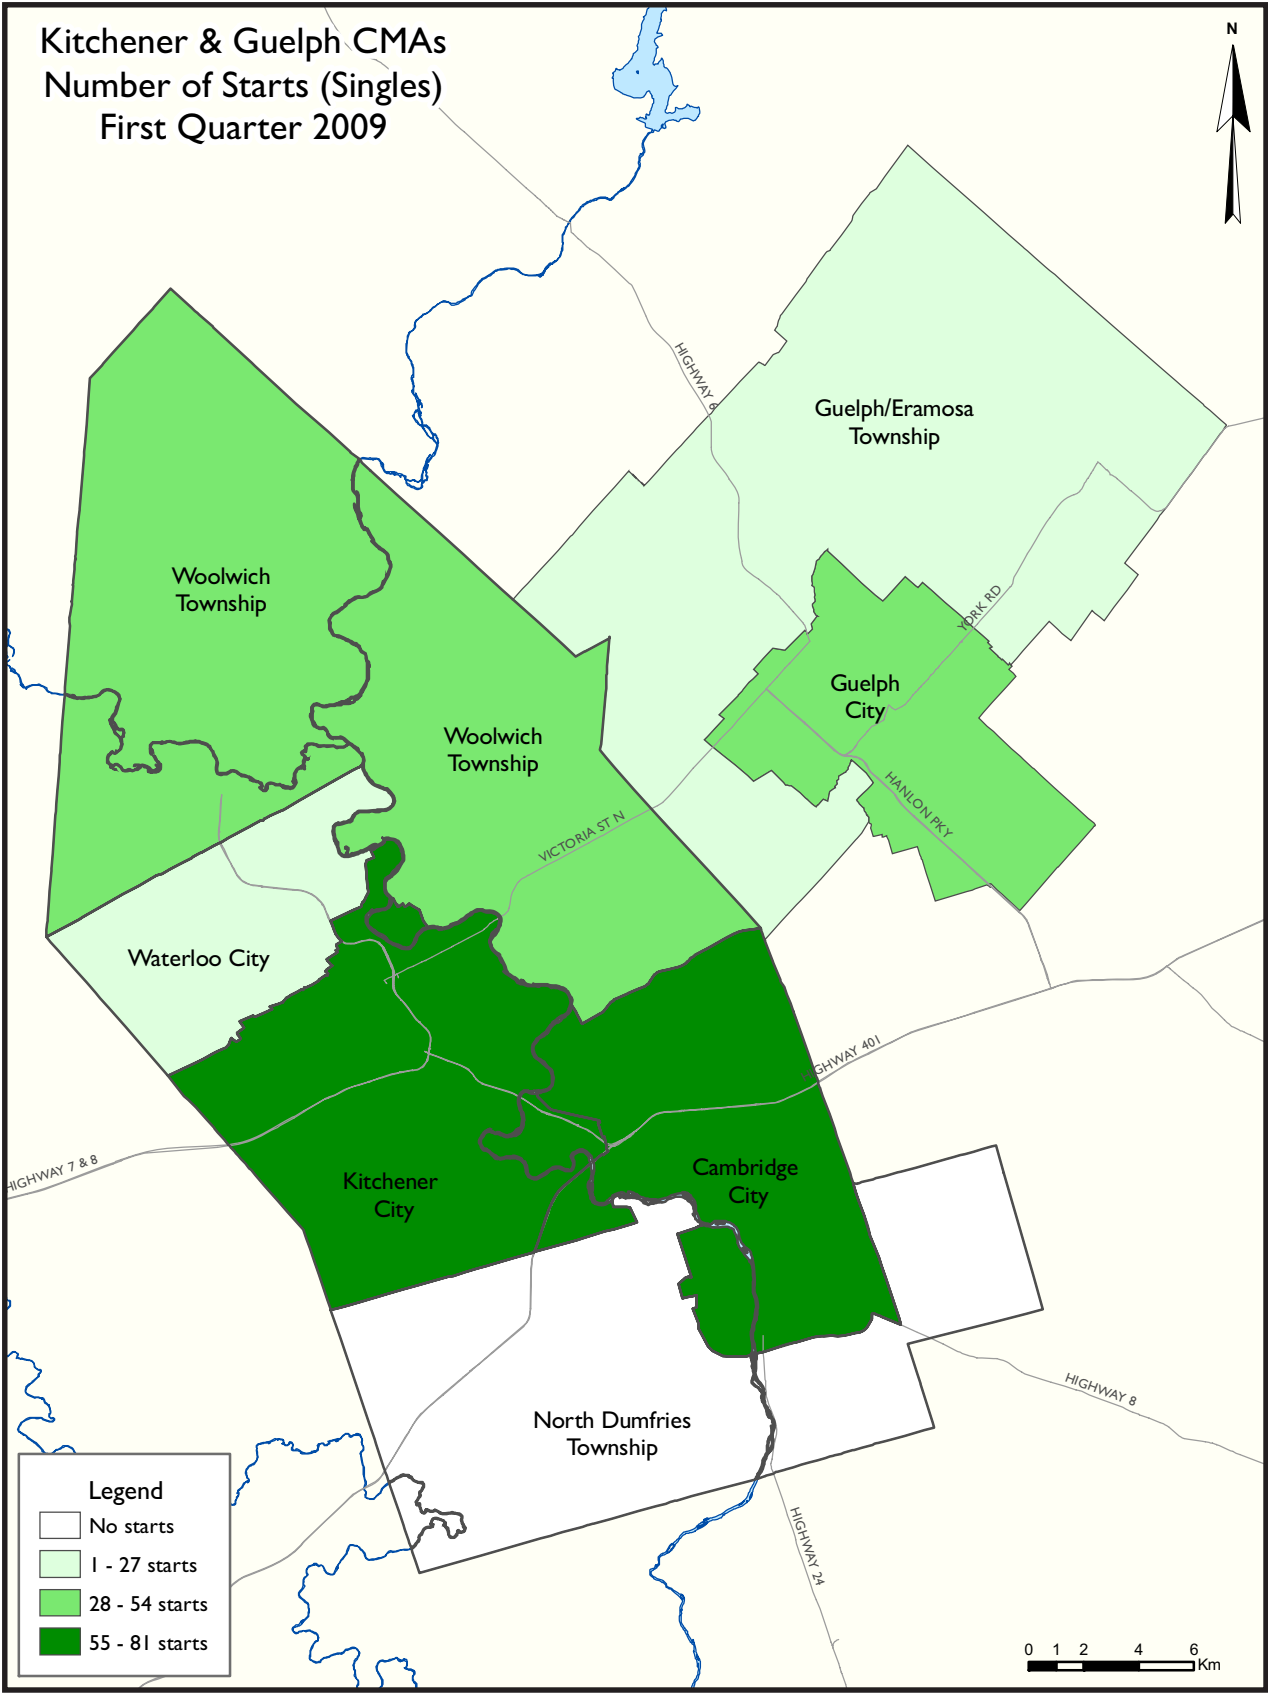 Kitchener & Guelph CMAs
Number of Starts (Singles)
First Quarter 2009
N
HIGHWAY 6
Guelph/Eramosa
Township
Woolwich
Township
YORK RD
Guelph
City
Woolwich
Township
HANLON PKY
VICTORIA ST N
Waterloo City
HIGHWAY 401
HIGHWAY 7 & 8
Kitchener
City
Cambridge
City
HIGHWAY 8
North Dumfries
Township
HIGHWAY 24
Legend
No starts
1 - 27 starts
28 - 54 starts
55 - 81 starts
0 1 2 4 6
Km